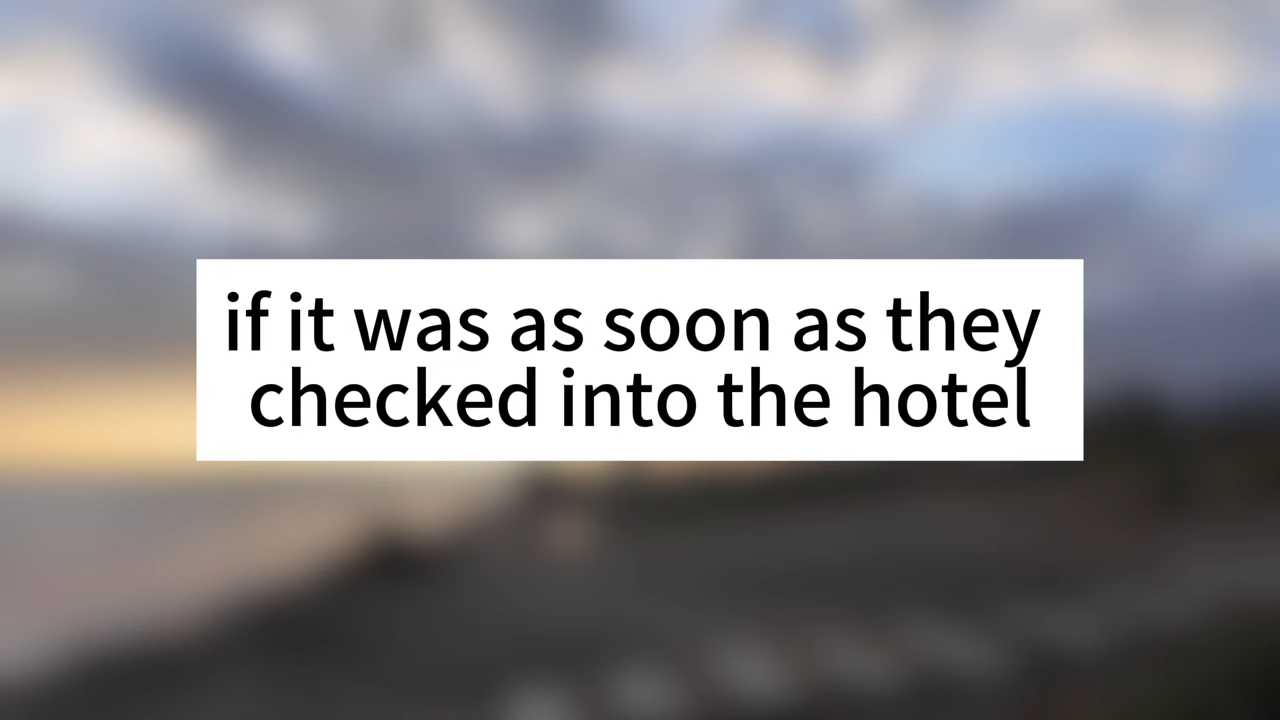 if it was as soon as they
checked into the hotel